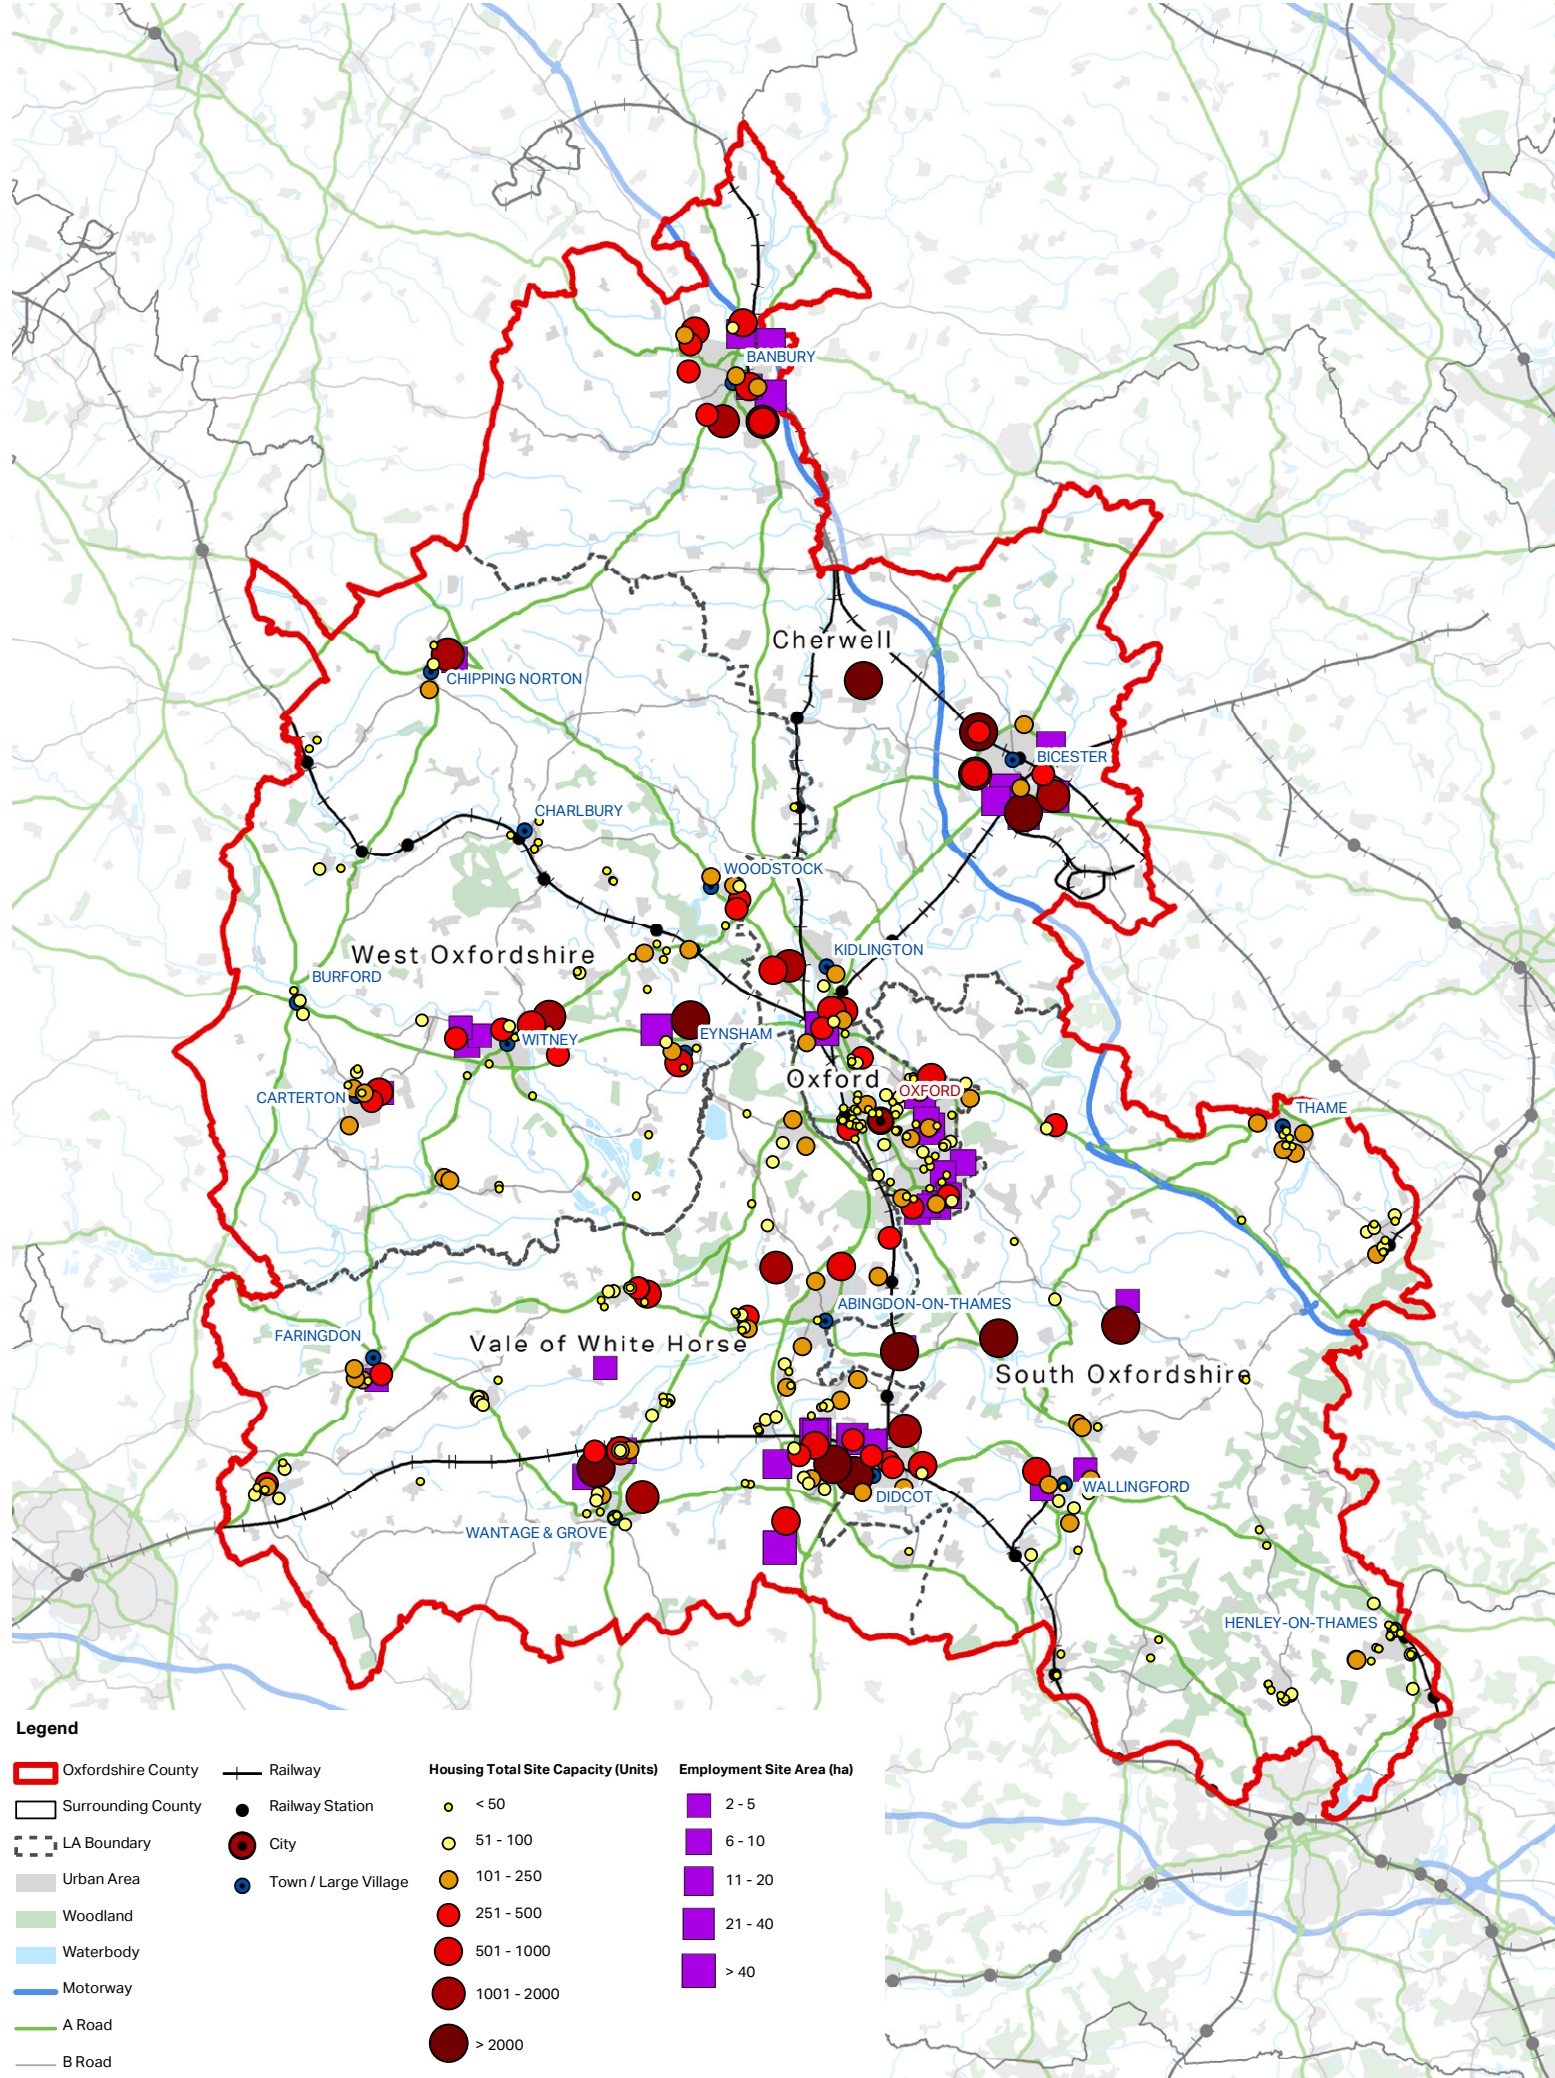 BANBURY
Cherwell
CHIPPING NORTON
BICESTER
CHARLBURY
WOODSTOCK
KIDLINGTON
West Oxfordshire
BURFORD
WITNEY
EYNSHAM
Oxford
OXFORD
CARTERTON
THAME
ABINGDON-ON-THAMES
FARINGDON
Vale of White Horse
South Oxfordshire
WALLINGFORD
DIDCOT
WANTAGE & GROVE
HENLEY-ON-THAMES
Legend
Oxfordshire County
Surrounding County
LA Boundary
Urban Area
Woodland
Waterbody
Motorway
A Road
B Road
Railway
Railway Station
City
Town / Large Village
Housing Total Site Capacity (Units)
< 50
51 - 100
101 - 250
251 - 500
501 - 1000
1001 - 2000
> 2000
Employment Site Area (ha)
2 - 5
6 - 10
11 - 20
21 - 40
> 40